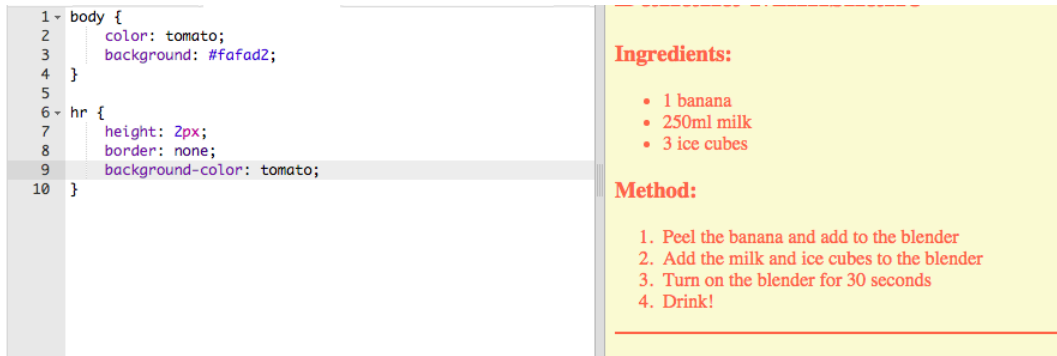 1 body {
2 color: tomato;
3 background: #fafad2;
4 }
5
6 hr {
7 height: 2px;
8 border: none;
9 background-color: tomato;
10 }
Ingredients:
• 1 banana
• 250ml milk
• 3 ice cubes
Method:
1. Peel the banana and add to the blender
2. Add the milk and ice cubes to the blender
3. Turn on the blender for 30 seconds
4. Drink!